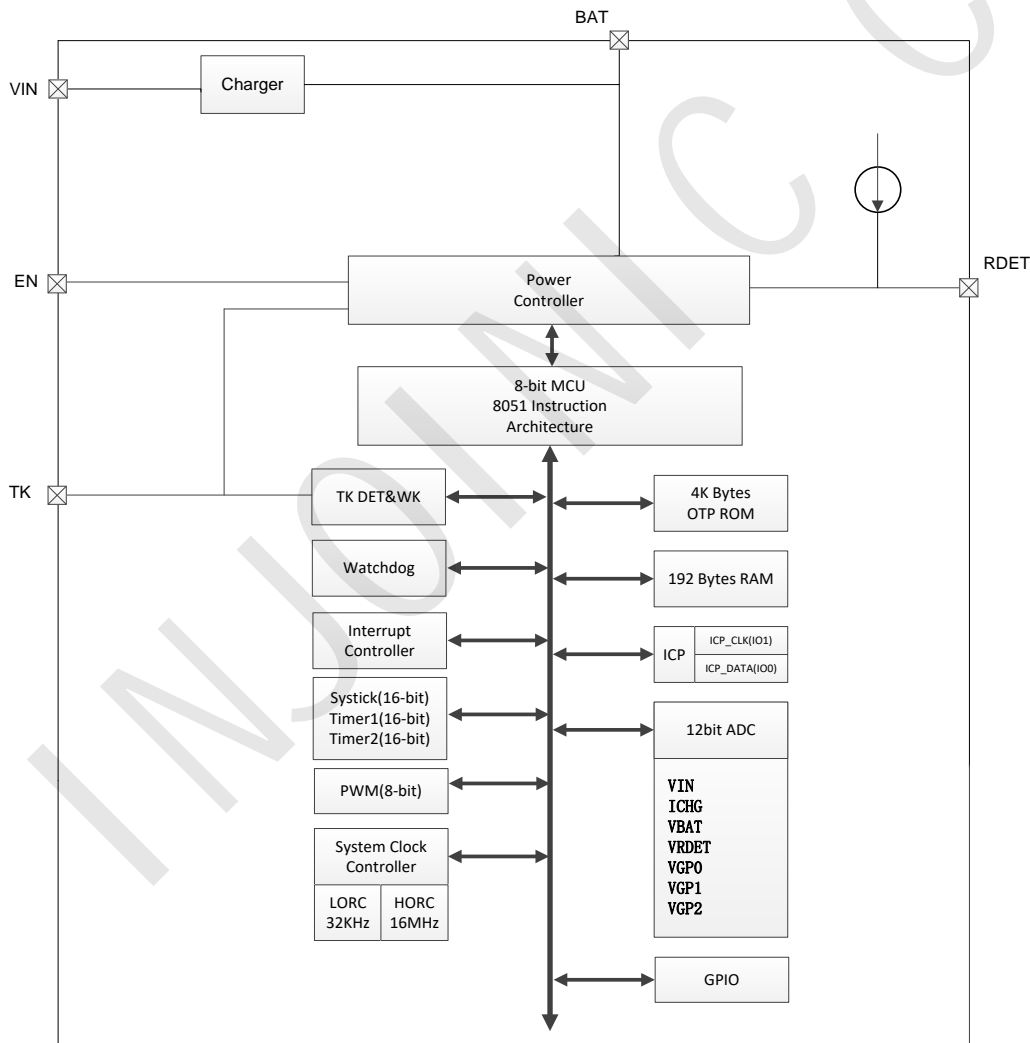 BAT
VIN
Charger
EN
RDET
Power
Controller
8-bit MCU
8051 Instruction
Architecture
TK
TK DET&WK
4K Bytes
OTP ROM
Watchdog
192 Bytes RAM
Interrupt
Controller
ICP
ICP_CLK(IO1)
ICP_DATA(IO0)
Systick(16-bit)
Timer1(16-bit)
Timer2(16-bit)
12bit ADC
VIN
ICHG
VBAT
VRDET
VGP0
VGP1
VGP2
PWM(8-bit)
System Clock
Controller
LORC
32KHz
HORC
16MHz
GPIO
INJOINIC C